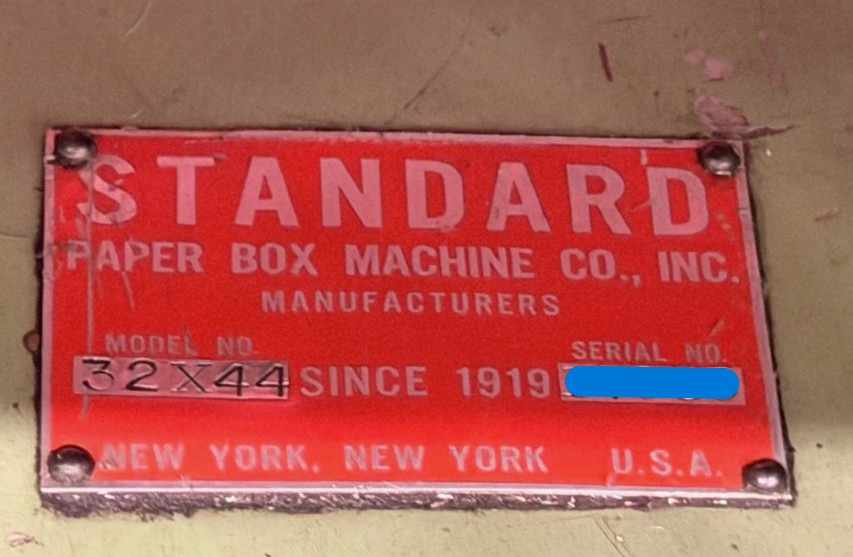 STANDARD
PAPER BOX MACHINE CO., INC.
MANUFACTURERS
MODEL NO. SERIAL NO.
32X44 SINCE 1919
NEW YORK, NEW YORK U.S.A.